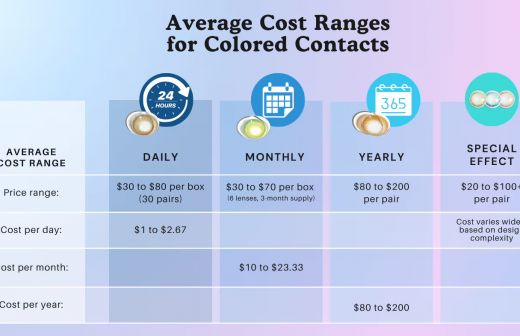 Average Cost Ranges
for Colored Contacts
24
HOURS
365
AVERAGE
COST RANGE
DAILY
MONTHLY
YEARLY
SPECIAL
EFFECT
Price range:
$30 to $80 per box
(30 pairs)
$30 to $70 per box
(6 lenses, 3-month supply)
$80 to $200
per pair
$20 to $100+
per pair
Cost per day:
$1 to $2.67
Cost varies wide
based on desig
complexity
ost per month:
$10 to $23.33
Cost per year:
$80 to $200